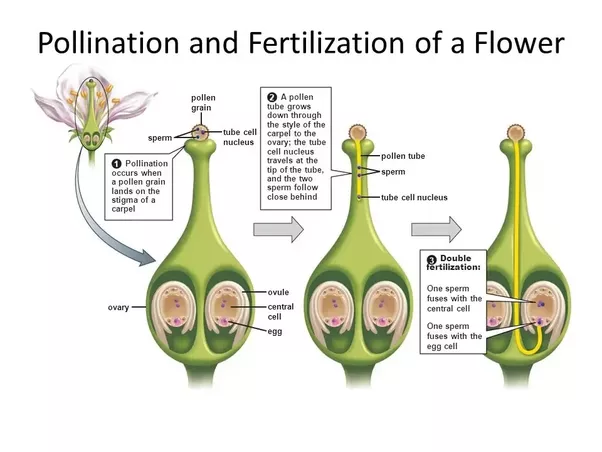 Pollination and Fertilization of a Flower
pollen
grain
sperm
tube cell
nucleus
1 Pollination
occurs when
a pollen grain
lands on the
stigma of a
carpel
ovary
ovule
central
cell
egg
2 A pollen
tube grows
down through
the style of the
carpel to the
ovary; the tube
cell nucleus
travels at the
tip of the tube,
and the two
sperm follow
close behind
pollen tube
sperm
tube cell nucleus
3 Double
fertilization:
One sperm
fuses with the
central cell
One sperm
fuses with the
egg cell